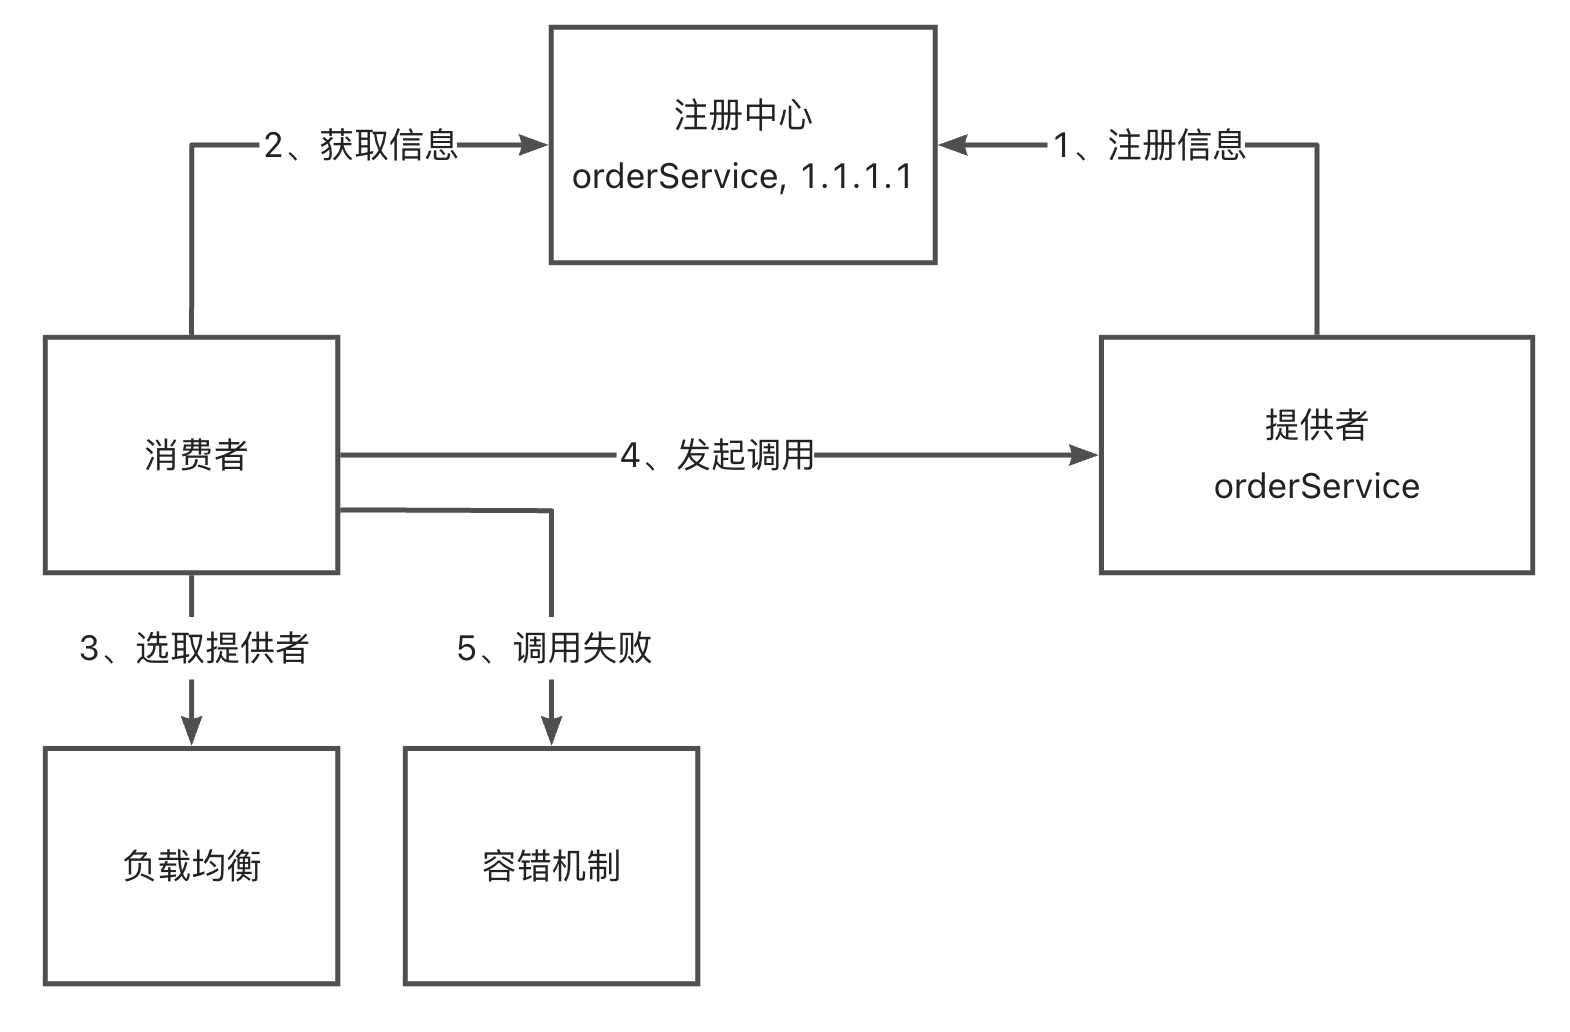 注册中心
orderService, 1.1.1.1
2、获取信息
1、注册信息
消费者
4、发起调用
提供者
orderService
3、选取提供者
5、调用失败
负载均衡
容错机制